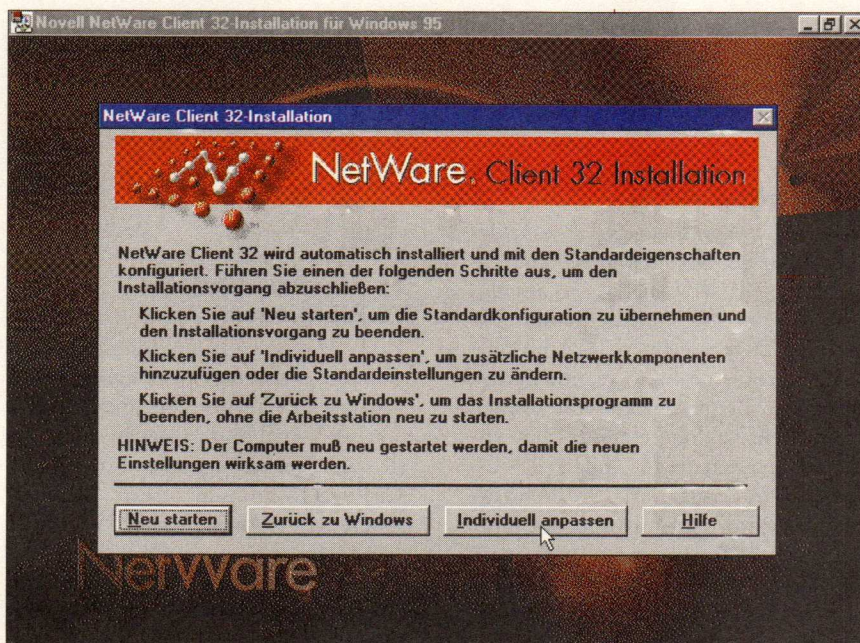 Novell NetWare Client 32-Installation für Windows 95
NetWare Client 32-Installation
NetWare. Client 32 Installation
NetWare Client 32 wird automatisch installiert und mit den Standardeigenschaften
konfiguriert. Führen Sie einen der folgenden Schritte aus, um den
Installationsvorgang abzuschließen:
Klicken Sie auf 'Neu starten', um die Standardkonfiguration zu übernehmen und
den Installationsvorgang zu beenden.
Klicken Sie auf 'Individuell anpassen', um zusätzliche Netzwerkkomponenten
hinzuzufügen oder die Standardeinstellungen zu ändern.
Klicken Sie auf 'Zurück zu Windows', um das Installationsprogramm zu
beenden, ohne die Arbeitsstation neu zu starten.
HINWEIS: Der Computer muß neu gestartet werden, damit die neuen
Einstellungen wirksam werden.
Neu starten Zurück zu Windows Individuell anpassen Hilfe
NetWare